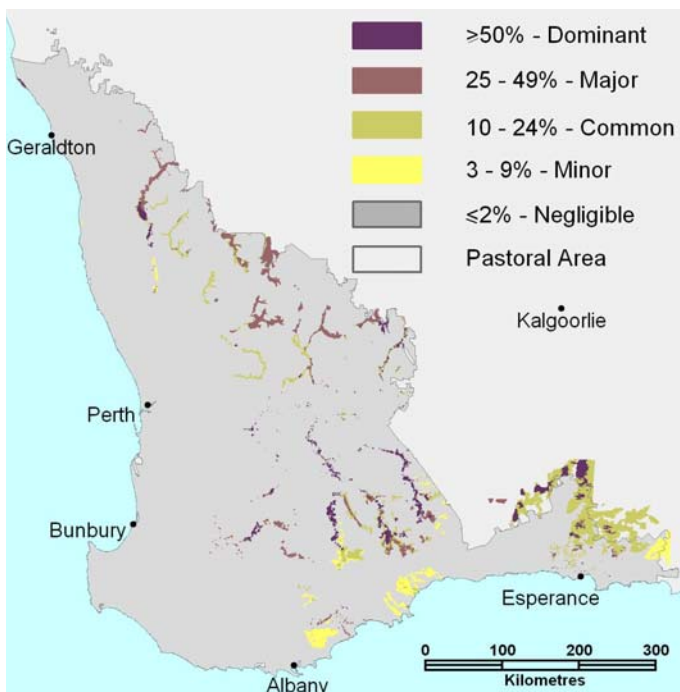 ≥50% - Dominant
25 - 49% - Major
10 - 24% - Common
3 - 9% - Minor
≤2% - Negligible
Pastoral Area
Geraldton
Kalgoorlie
Perth
Bunbury
Esperance
Albany
0 100 200 300
Kilometres